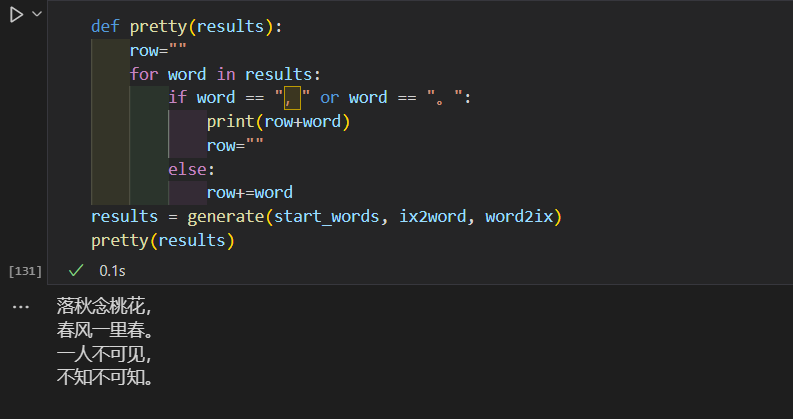 def pretty(results):
row=""
for word in results:
if word == "，" or word == "。":
print(row+word)
row=""
else:
row+=word
results = generate(start_words, ix2word, word2ix)
pretty(results)
[131]
0.1s
...
落秋念桃花，
春风一里春。
一人不可见，
不知不可知。